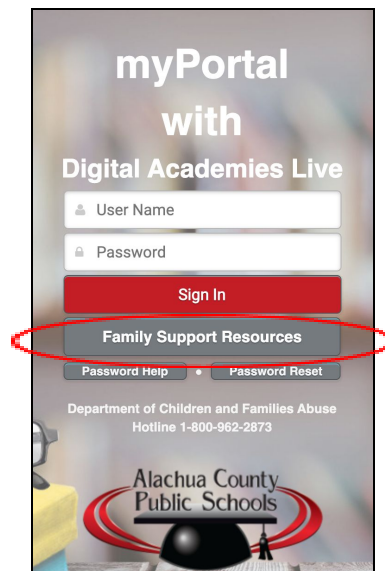 myPortal
with
Digital Academies Live
User Name
Password
Sign In
Family Support Resources
Password Help • Password Reset
Department of Children and Families Abuse
Hotline 1-800-962-2873
Alachua County
Public Schools